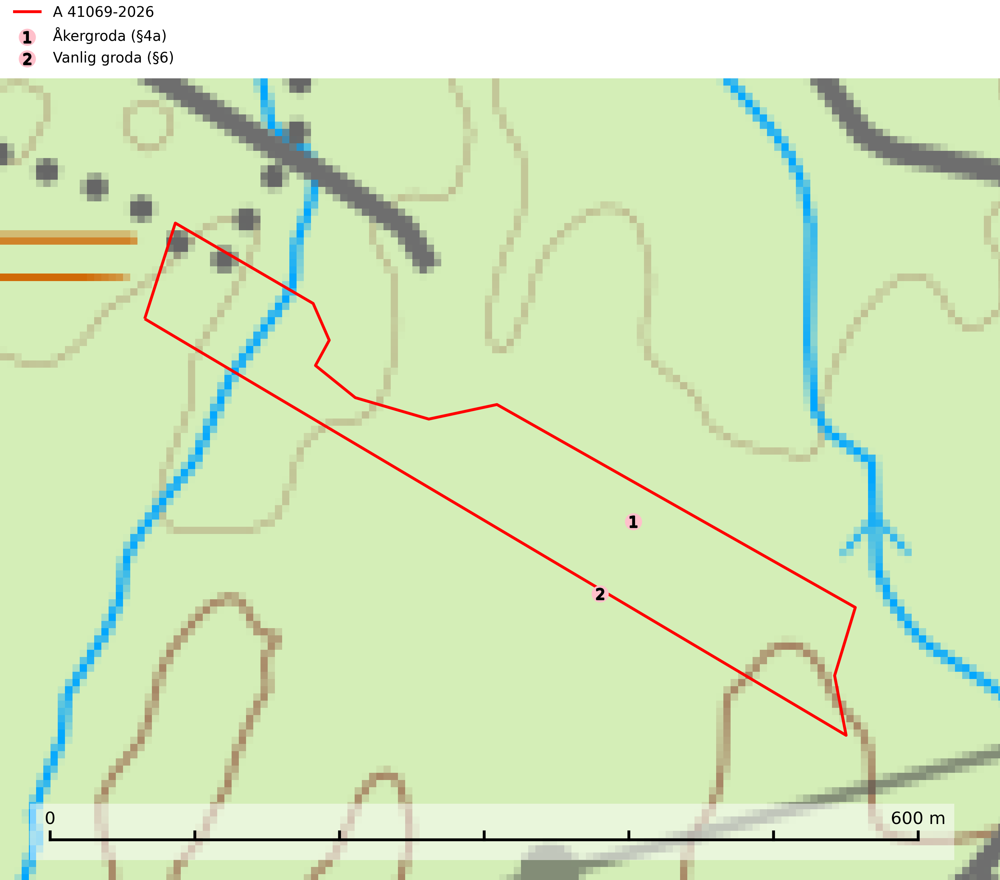 A 41069-2026
1 Åkergroda (§4a)
2 Vanlig groda (§6)
1
2
0 600 m